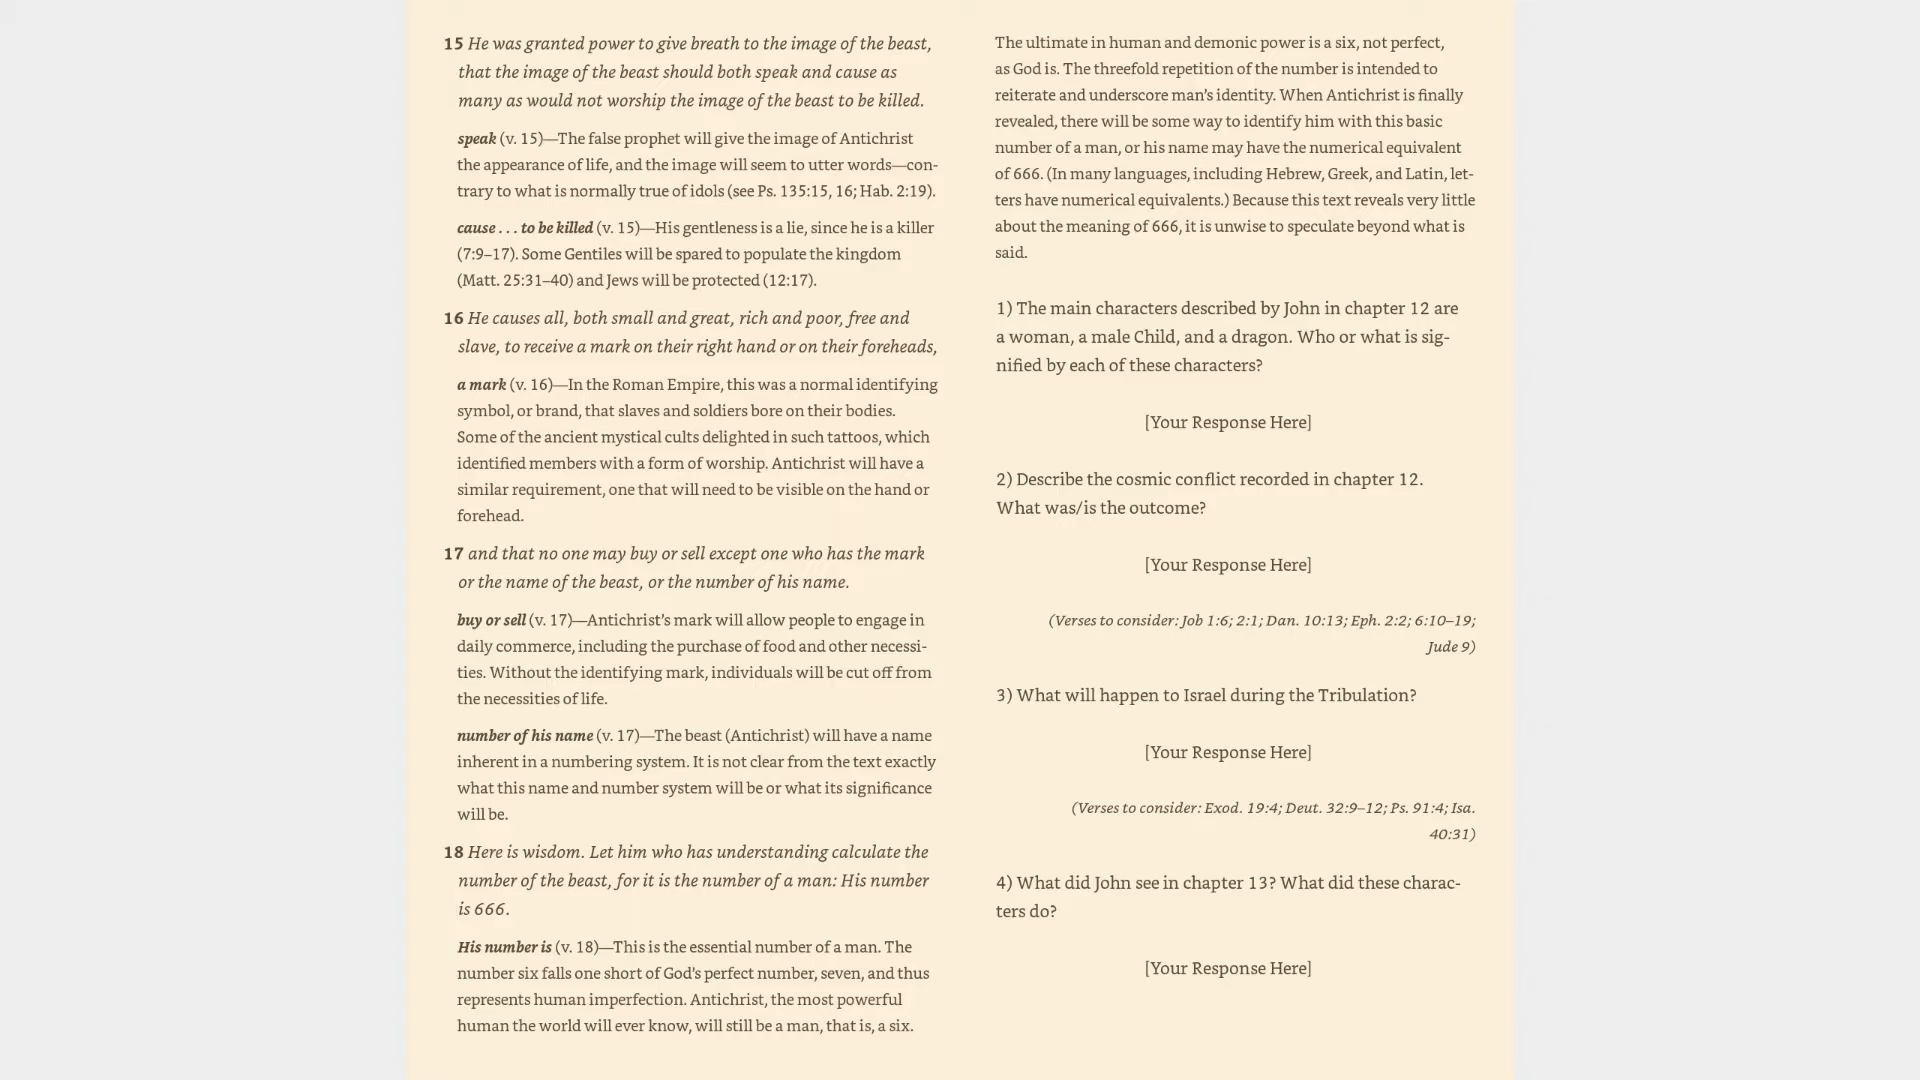 15 He was granted power to give breath to the image of the beast,
that the image of the beast should both speak and cause as
many as would not worship the image of the beast to be killed.
speak (v. 15)—The false prophet will give the image of Antichrist
the appearance of life, and the image will seem to utter words—con-
trary to what is normally true of idols (see Ps. 135:15, 16; Hab. 2:19).
cause . . . to be killed (v. 15)—His gentleness is a lie, since he is a killer
(7:9–17). Some Gentiles will be spared to populate the kingdom
(Matt. 25:31–40) and Jews will be protected (12:17).
16 He causes all, both small and great, rich and poor, free and
slave, to receive a mark on their right hand or on their foreheads,
a mark (v. 16)—In the Roman Empire, this was a normal identifying
symbol, or brand, that slaves and soldiers bore on their bodies.
Some of the ancient mystical cults delighted in such tattoos, which
identified members with a form of worship. Antichrist will have a
similar requirement, one that will need to be visible on the hand or
forehead.
17 and that no one may buy or sell except one who has the mark
or the name of the beast, or the number of his name.
buy or sell (v. 17)—Antichrist's mark will allow people to engage in
daily commerce, including the purchase of food and other necessi-
ties. Without the identifying mark, individuals will be cut off from
the necessities of life.
number of his name (v. 17)—The beast (Antichrist) will have a name
inherent in a numbering system. It is not clear from the text exactly
what this name and number system will be or what its significance
will be.
18 Here is wisdom. Let him who has understanding calculate the
number of the beast, for it is the number of a man: His number
is 666.
His number is (v. 18)—This is the essential number of a man. The
number six falls one short of God's perfect number, seven, and thus
represents human imperfection. Antichrist, the most powerful
human the world will ever know, will still be a man, that is, a six.
The ultimate in human and demonic power is a six, not perfect,
as God is. The threefold repetition of the number is intended to
reiterate and underscore man's identity. When Antichrist is finally
revealed, there will be some way to identify him with this basic
number of a man, or his name may have the numerical equivalent
of 666. (In many languages, including Hebrew, Greek, and Latin, let-
ters have numerical equivalents.) Because this text reveals very little
about the meaning of 666, it is unwise to speculate beyond what is
said.
1) The main characters described by John in chapter 12 are
a woman, a male Child, and a dragon. Who or what is sig-
nified by each of these characters?
[Your Response Here]
2) Describe the cosmic conflict recorded in chapter 12.
What was/is the outcome?
[Your Response Here]
(Verses to consider: Job 1:6; 2:1; Dan. 10:13; Eph. 2:2; 6:10–19;
Jude 9)
3) What will happen to Israel during the Tribulation?
[Your Response Here]
(Verses to consider: Exod. 19:4; Deut. 32:9–12; Ps. 91:4; Isa.
40:31)
4) What did John see in chapter 13? What did these charac-
ters do?
[Your Response Here]